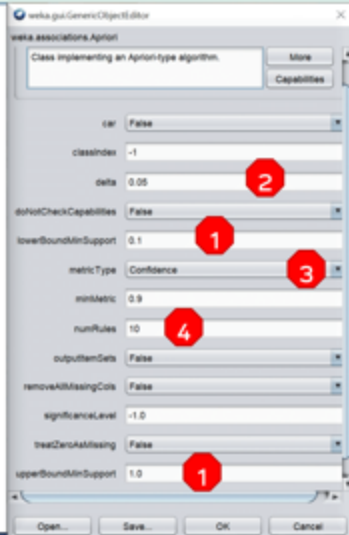 weka.gui.GenericObjectEditor
weka.associations.Apriori
Class implementing an Apriori-type algorithm.
More
Capabilities
car False
classIndex -1
delta 0.05
2
doNotCheckCapabilities False
lowerBoundMinSupport 0.1
1
metricType Confidence
3
minMetric 0.9
numRules 10
4
outputItemSets False
removeAllMissingCols False
significanceLevel -1.0
treatZeroAsMissing False
upperBoundMinSupport 1.0
1
Open... Save... OK Cancel